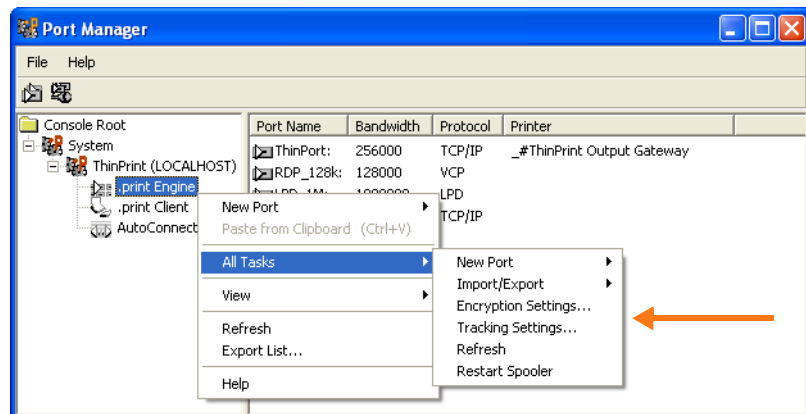 Port Manager
File Help
Console Root
System
ThinPrint (LOCALHOST)
.print Engine
.print Client
AutoConnect
Port Name Bandwidth Protocol Printer
ThinPort: 256000 TCP/IP _#ThinPrint Output Gateway
RDP_128k: 128000 VCP
LPD
TCP/IP
New Port
Paste from Clipboard (Ctrl+V)
All Tasks
View
Refresh
Export List...
Help
New Port
Import/Export
Encryption Settings...
Tracking Settings...
Refresh
Restart Spooler